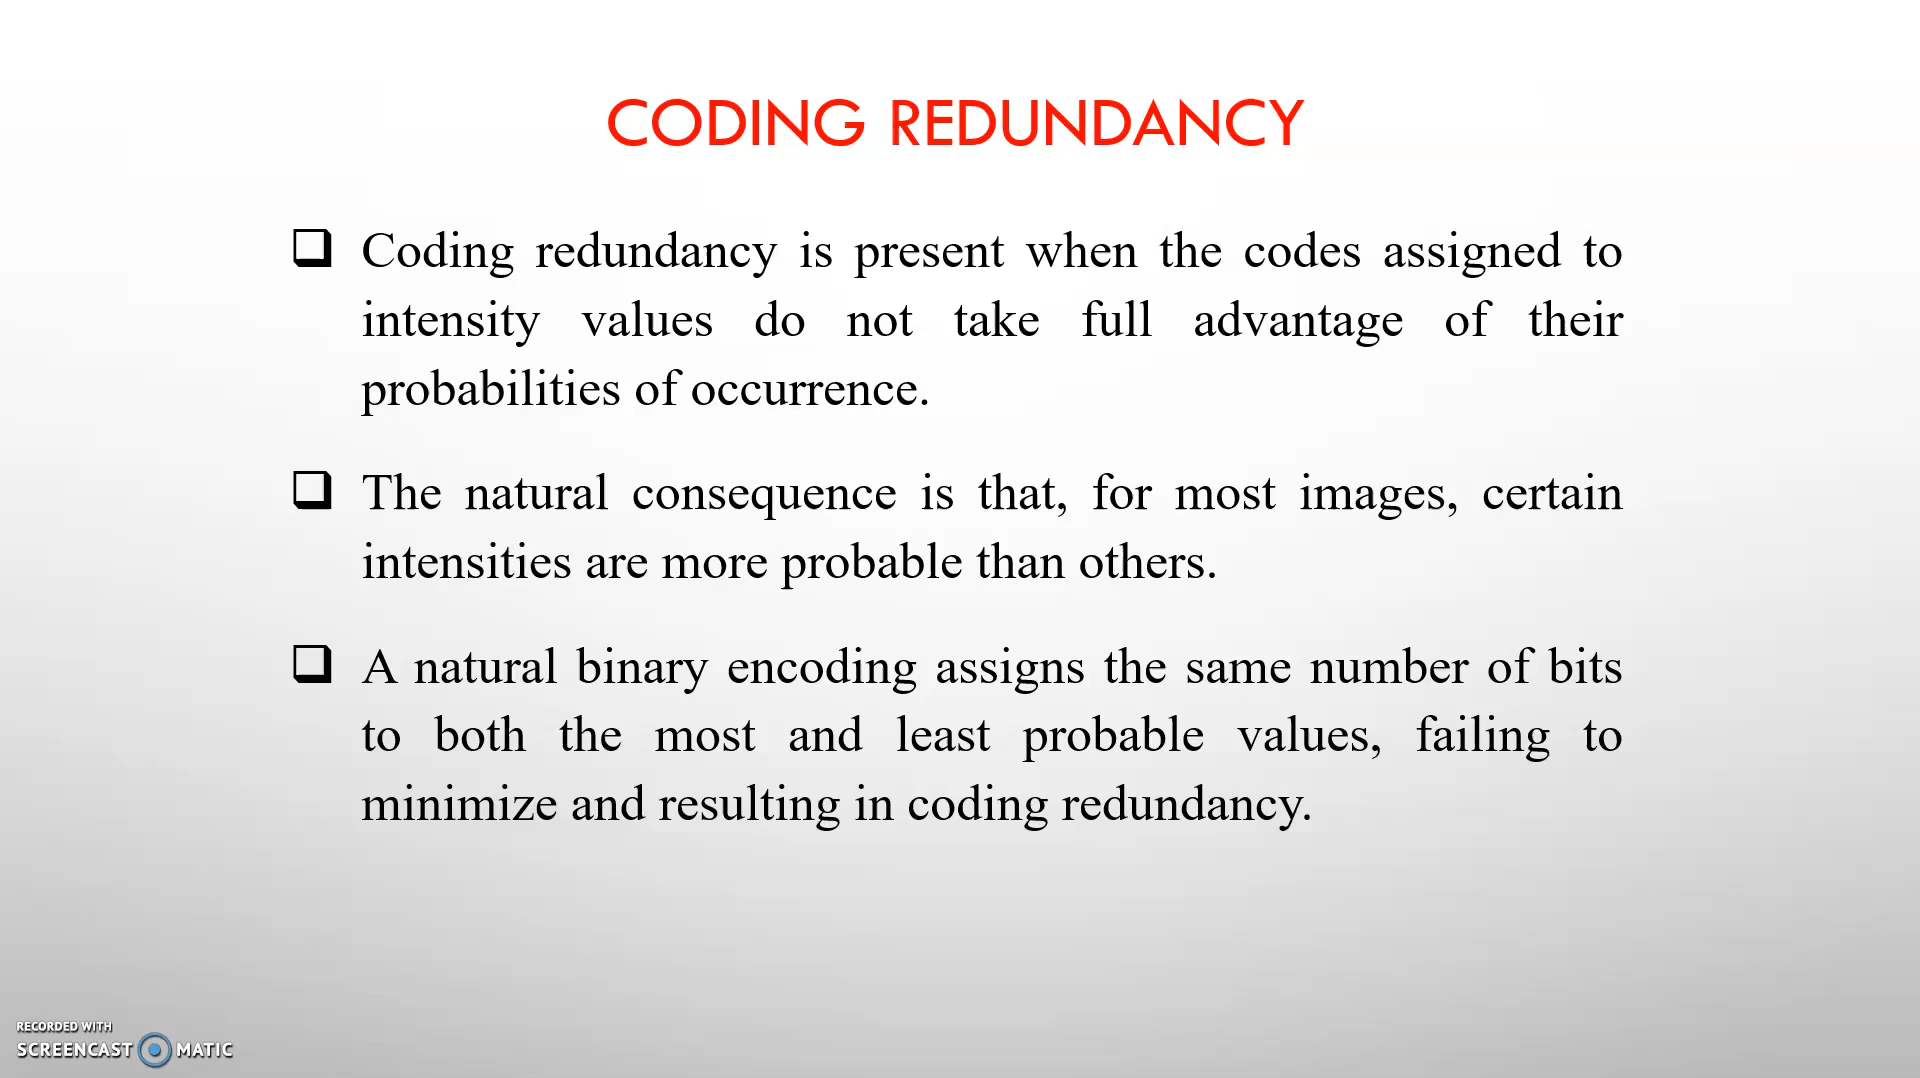 CODING REDUNDANCY
Coding redundancy is present when the codes assigned to
intensity values do not take full advantage of their
probabilities of occurrence.
The natural consequence is that, for most images, certain
intensities are more probable than others.
A natural binary encoding assigns the same number of bits
to both the most and least probable values, failing to
minimize and resulting in coding redundancy.
RECORDED WITH
SCREENCAST MATIC